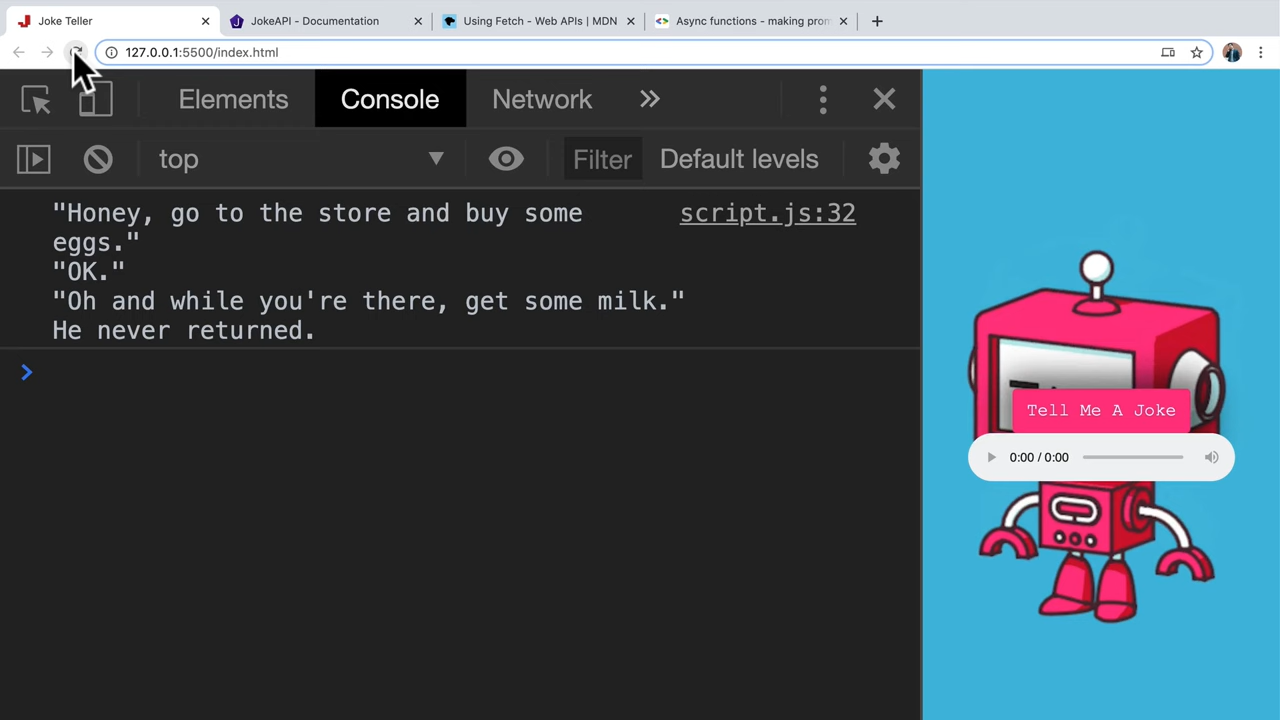 Joke Teller
JokeAPI - Documentation
Using Fetch - Web APIs | MDN
Async functions - making pron
127.0.0.1:5500/index.html
Elements
Console
Network
top
Filter
Default levels
"Honey, go to the store and buy some
script.js:32
eggs."
"OK."
"Oh and while you're there, get some milk."
He never returned.
Tell Me A Joke
0:00 / 0:00